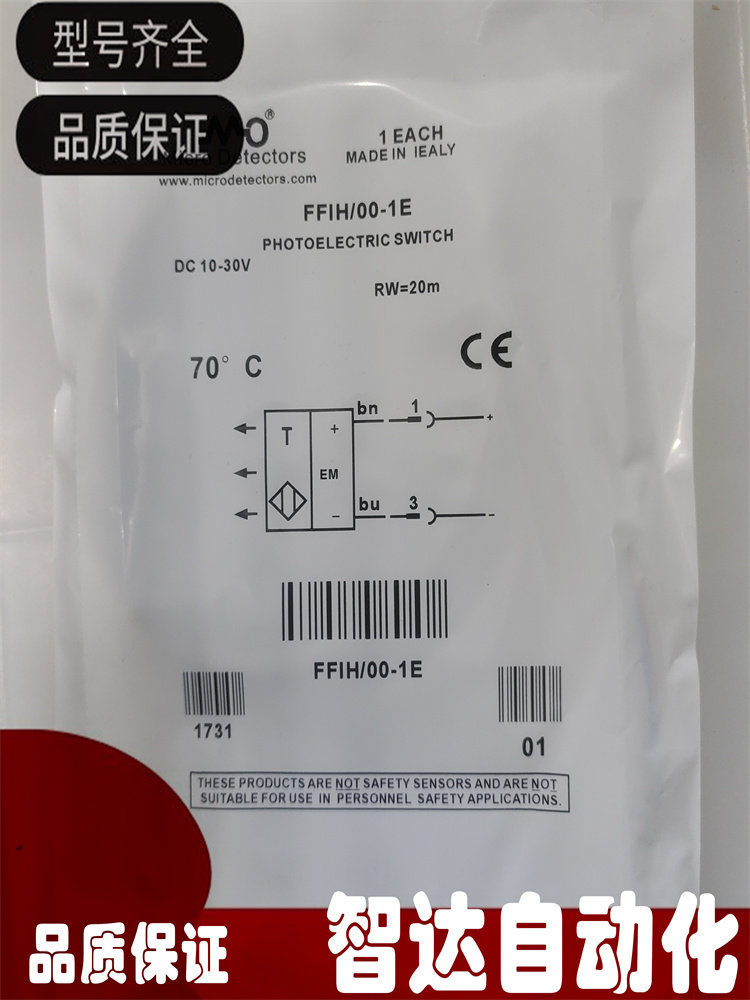 型号齐全
品质保证
M·O®
Micro Detectors
www.microdetectors.com
1 EACH
MADE IN IEALY
FFIH/00-1E
PHOTOELECTRIC SWITCH
DC 10-30V
RW=20m
70° C
CE
bn 1
T + +
EM
bu 3
- -
FFIH/00-1E
1731
01
THESE PRODUCTS ARE NOT SAFETY SENSORS AND ARE NOT
SUITABLE FOR USE IN PERSONNEL SAFETY APPLICATIONS.
品质保证
智达自动化